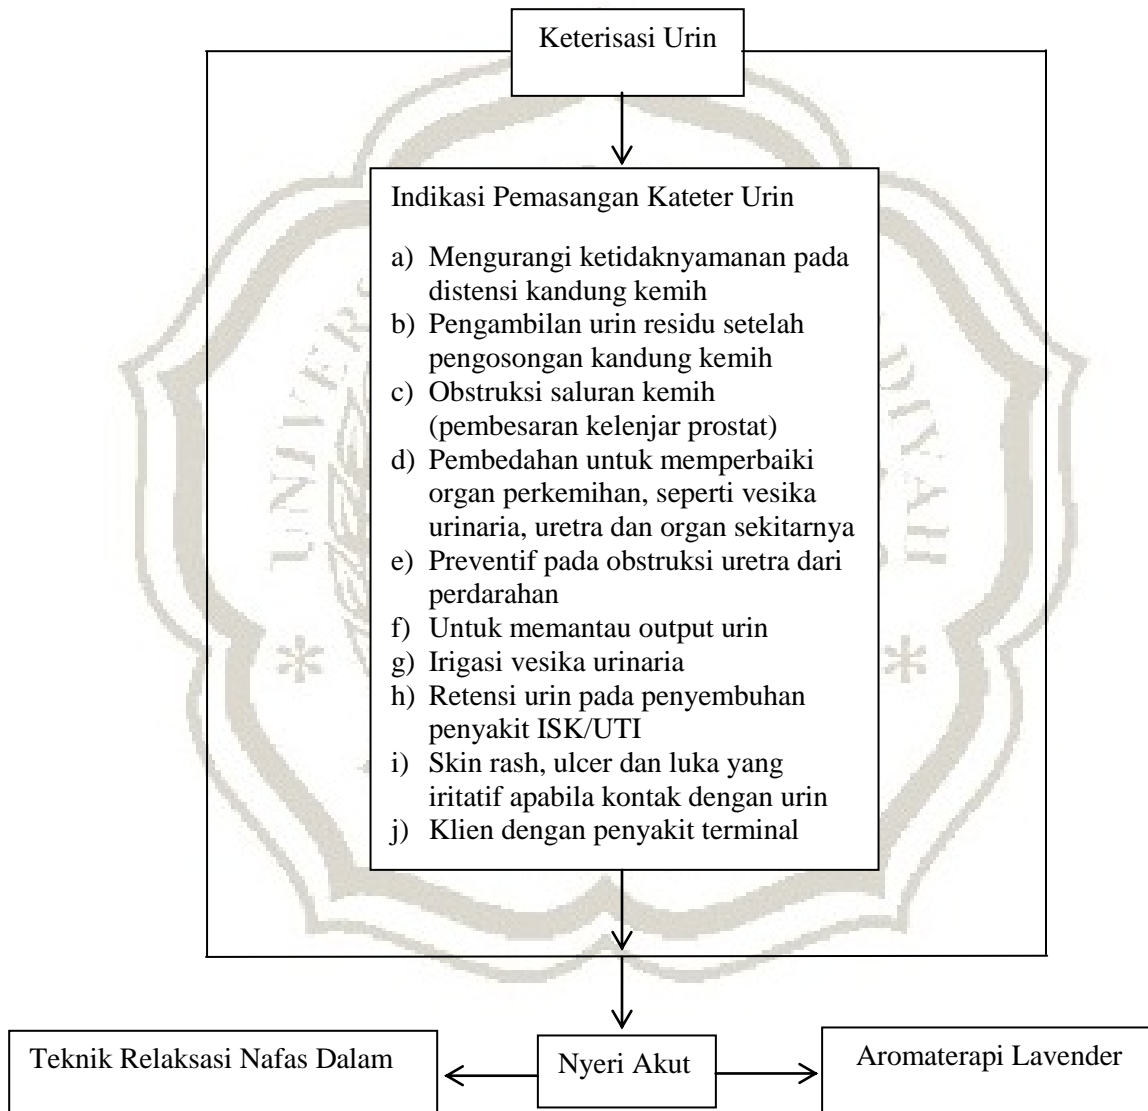 Keterisasi Urin
Indikasi Pemasangan Kateter Urin
a) Mengurangi ketidaknyamanan pada
distensi kandung kemih
b) Pengambilan urin residu setelah
pengosongan kandung kemih
c) Obstruksi saluran kemih
(pembesaran kelenjar prostat)
d) Pembedahan untuk memperbaiki
organ perkemihan, seperti vesika
urinaria, uretra dan organ sekitarnya
e) Preventif pada obstruksi uretra dari
perdarahan
f) Untuk memantau output urin
g) Irigasi vesika urinaria
h) Retensi urin pada penyembuhan
penyakit ISK/UTI
i) Skin rash, ulcer dan luka yang
iritatif apabila kontak dengan urin
j) Klien dengan penyakit terminal
Teknik Relaksasi Nafas Dalam
Nyeri Akut
Aromaterapi Lavender